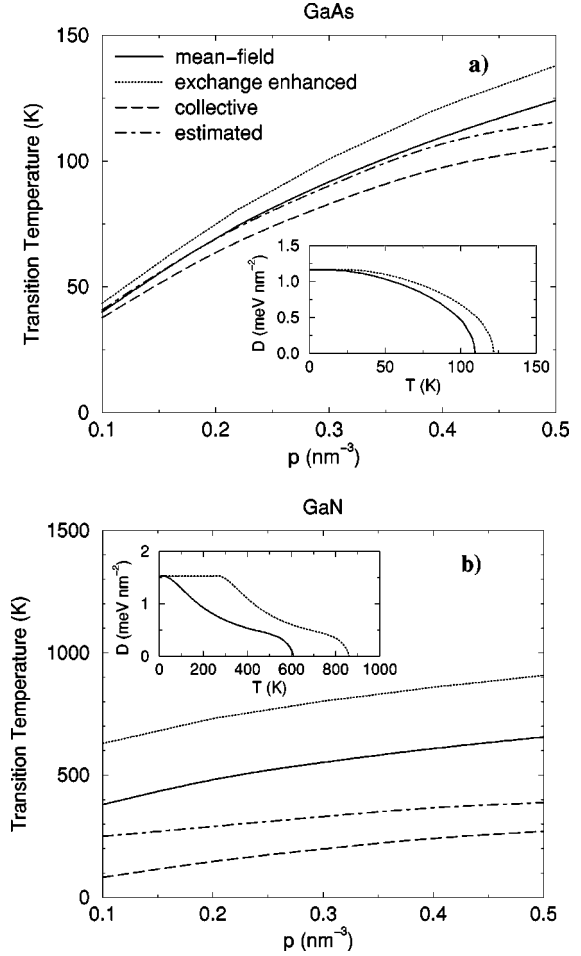 GaAs
150
100
50
0
Transition Temperature (K)
mean-field
exchange enhanced
collective
estimated
a)
1.5
1.0
0.5
0.0
D (meV nm⁻²)
0 50 100 150
T (K)
0.1 0.2 0.3 0.4 0.5
p (nm⁻³)
GaN
1500
1000
500
0
Transition Temperature (K)
b)
2
1
0
D (meV nm⁻²)
0 200 400 600 800 1000
T (K)
0.1 0.2 0.3 0.4 0.5
p (nm⁻³)